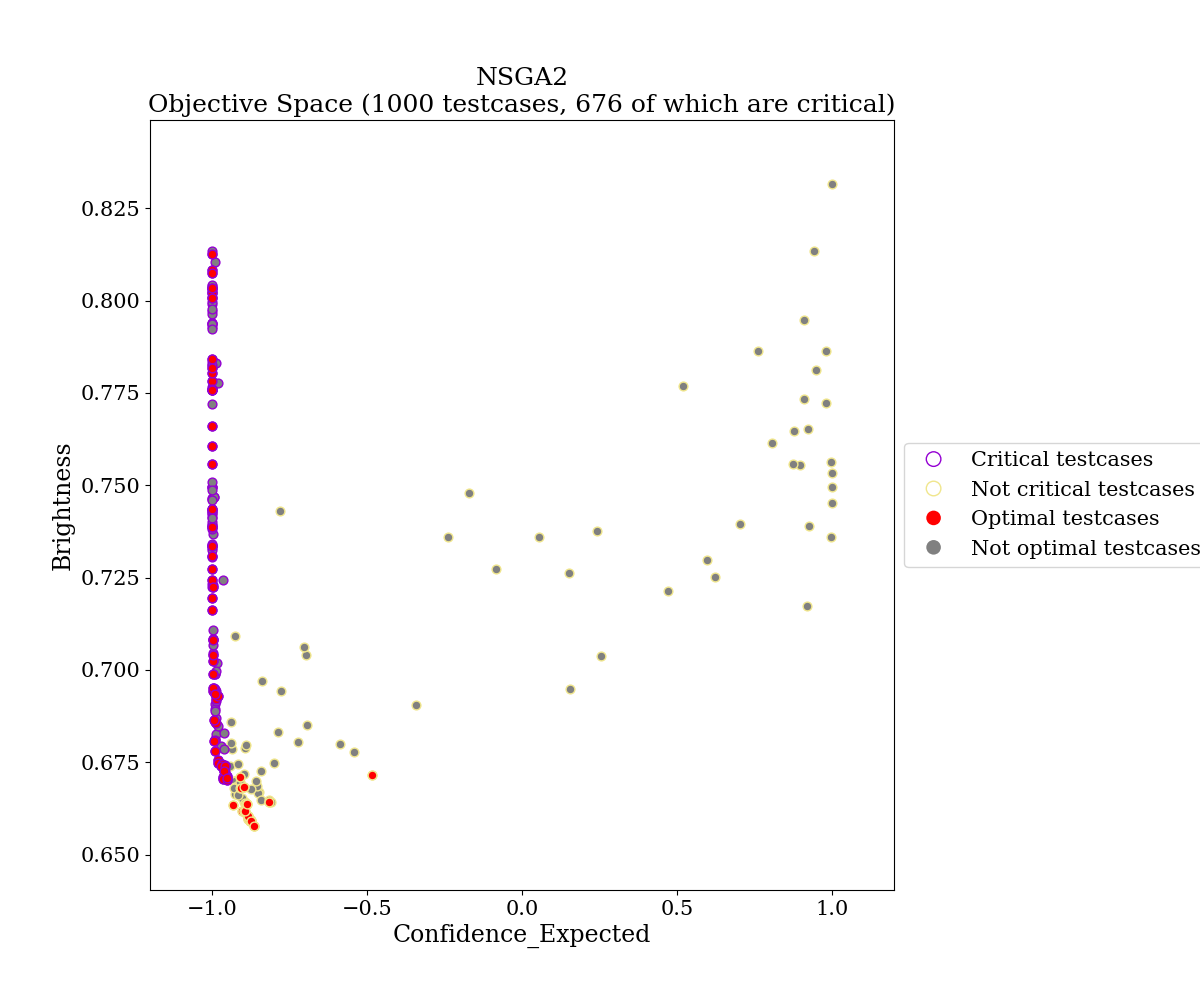 NSGA2
Objective Space (1000 testcases, 676 of which are critical)
0.825
0.800
0.775
0.750
0.725
0.700
0.675
0.650
Brightness
−1.0
−0.5
0.0
0.5
1.0
Confidence_Expected
Critical testcases
Not critical testcases
Optimal testcases
Not optimal testcases